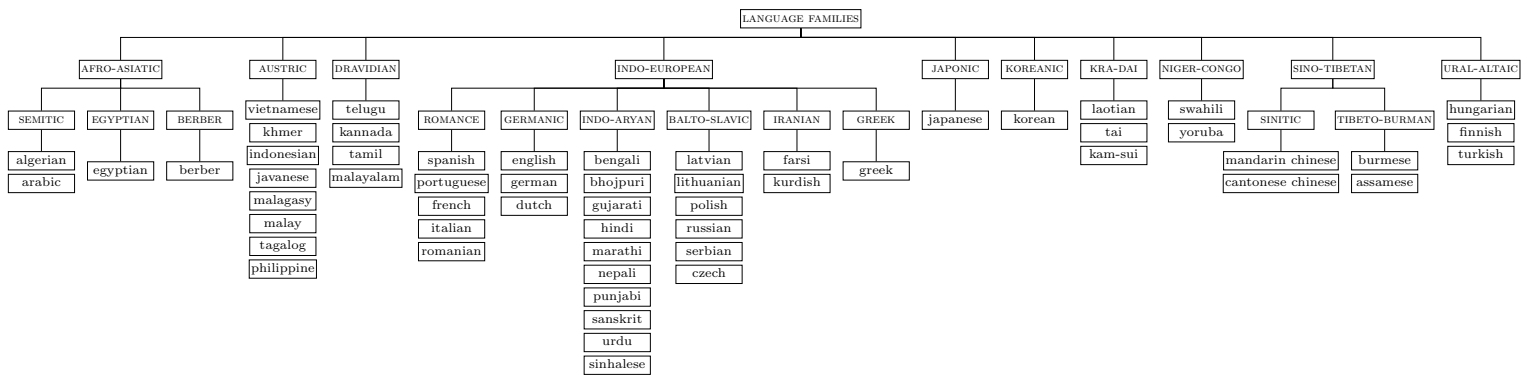 LANGUAGE FAMILIES
AFRO-ASIATIC
AUSTRIC
DRAVIDIAN
INDO-EUROPEAN
JAPONIC
KOREANIC
KRA-DAI
NIGER-CONGO
SINO-TIBETAN
URAL-ALTAIC
SEMITIC
algerian
arabic
EGYPTIAN
egyptian
BERBER
berber
vietnamese
khmer
indonesian
javanese
malagasy
malay
tagalog
philippine
telugu
kannada
tamil
malayalam
ROMANCE
spanish
portuguese
french
italian
romanian
GERMANIC
english
german
dutch
INDO-ARYAN
bengali
bhojpuri
gujarati
hindi
marathi
nepali
punjabi
sanskrit
urdu
sinhalese
BALTO-SLAVIC
latvian
lithuanian
polish
russian
serbian
czech
IRANIAN
farsi
kurdish
GREEK
greek
japanese
korean
laotian
tai
kam-sui
swahili
yoruba
SINITIC
mandarin chinese
cantonese chinese
TIBETO-BURMAN
burmese
assamese
hungarian
finnish
turkish